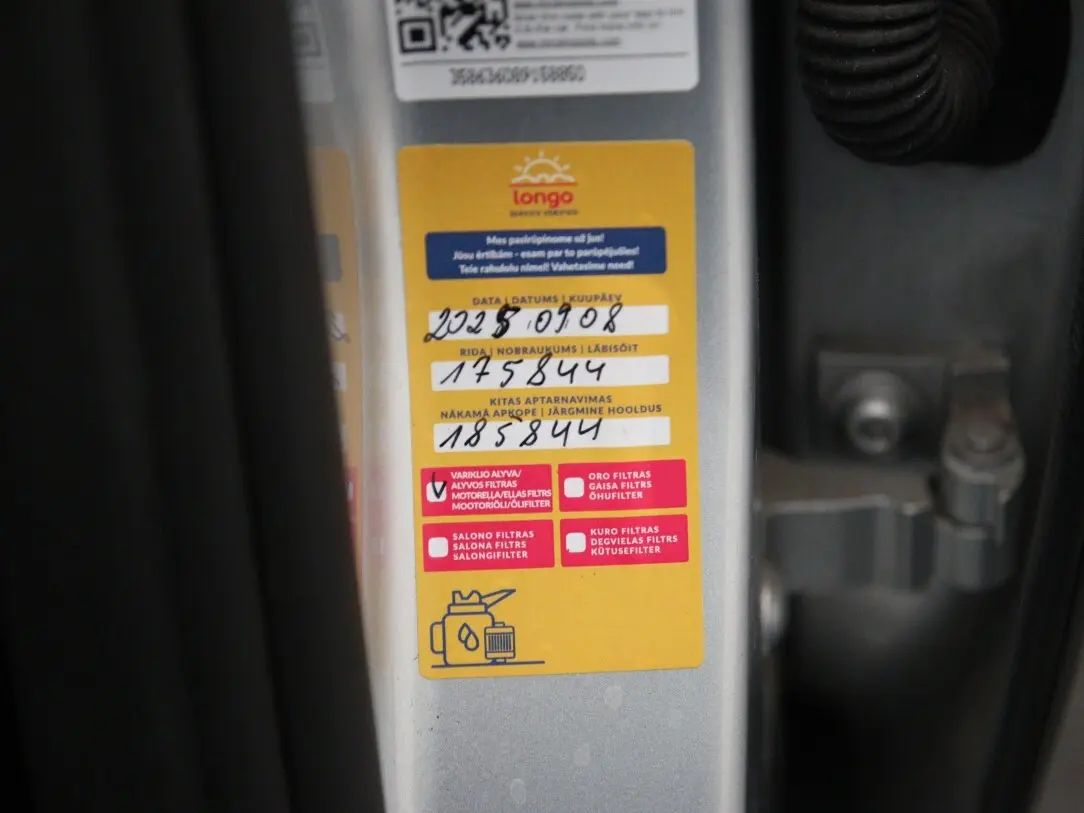 358636089158850
longo
Mes pasirūpinome už jus!
Jūsu ērtībām - esam par to parūpējušies!
Teie rahulolu nimel! Vahetasime need!
DATA | DATUMS | KUUPÄEV
2025.09.08
RIDA | NOBRAUKUMS | LÄBISÕIT
175844
KITAS APTARNAVIMAS
NĀKAMĀ APKOPE | JÄRGMINE HOOLDUS
185844
VARIKLIO ALYVA/
ALYVOS FILTRAS
MOTOREĻĻA/EĻĻAS FILTRS
MOOTORIÕLI/ÕLIFILTER
ORO FILTRAS
GAISA FILTRS
ÕHUFILTER
SALONO FILTRAS
SALONA FILTRS
SALONGIFILTER
KURO FILTRAS
DEGVIELAS FILTRS
KÜTUSEFILTER